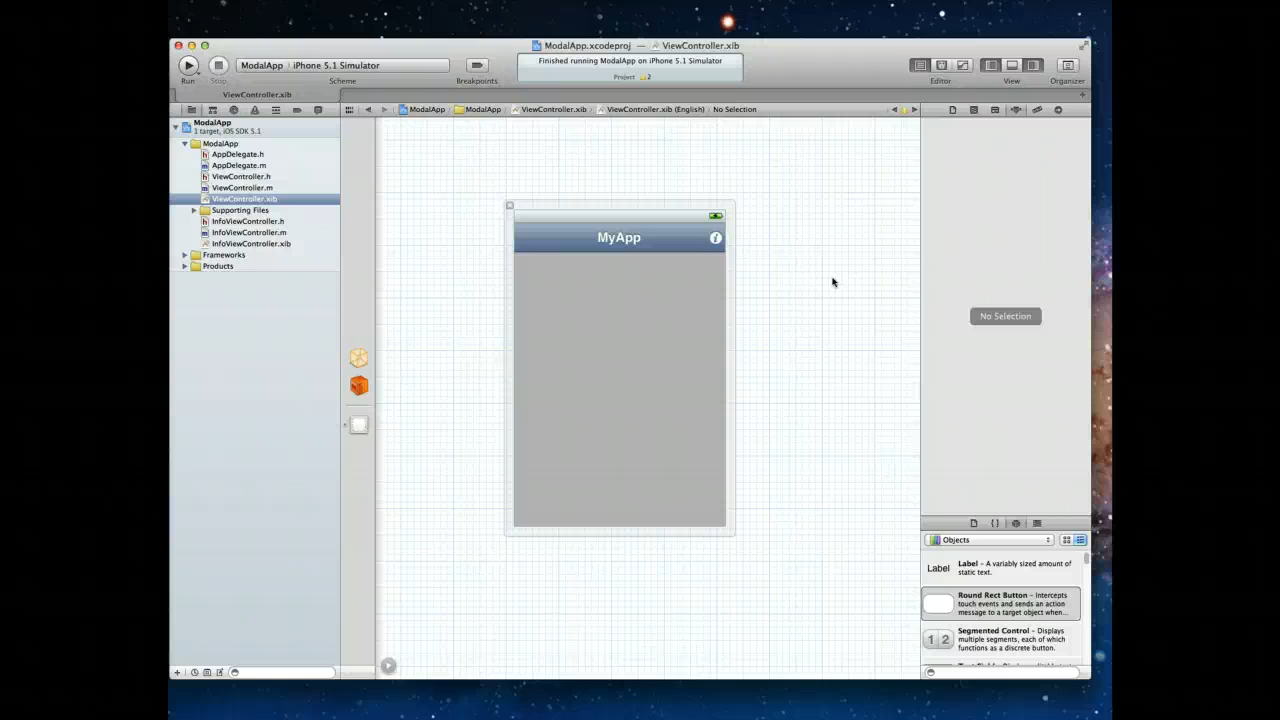 ModalApp.xcodeproj — ViewController.xib
ModalApp iPhone 5.1 Simulator
Finished running ModalApp on iPhone 5.1 Simulator
Project 2
Run Stop Scheme Breakpoints Editor View Organizer
ViewController.xib
ModalApp ModalApp ViewController.xib ViewController.xib (English) No Selection
ModalApp
1 target, iOS SDK 5.1
ModalApp
AppDelegate.h
AppDelegate.m
ViewController.h
ViewController.m
ViewController.xib
Supporting Files
InfoViewController.h
InfoViewController.m
InfoViewController.xib
Frameworks
Products
MyApp
No Selection
Objects
Label
Label – A variably sized amount of
static text.
Round Rect Button – Intercepts
touch events and sends an action
message to a target object when...
1 2
Segmented Control – Displays
multiple segments, each of which
functions as a discrete button.